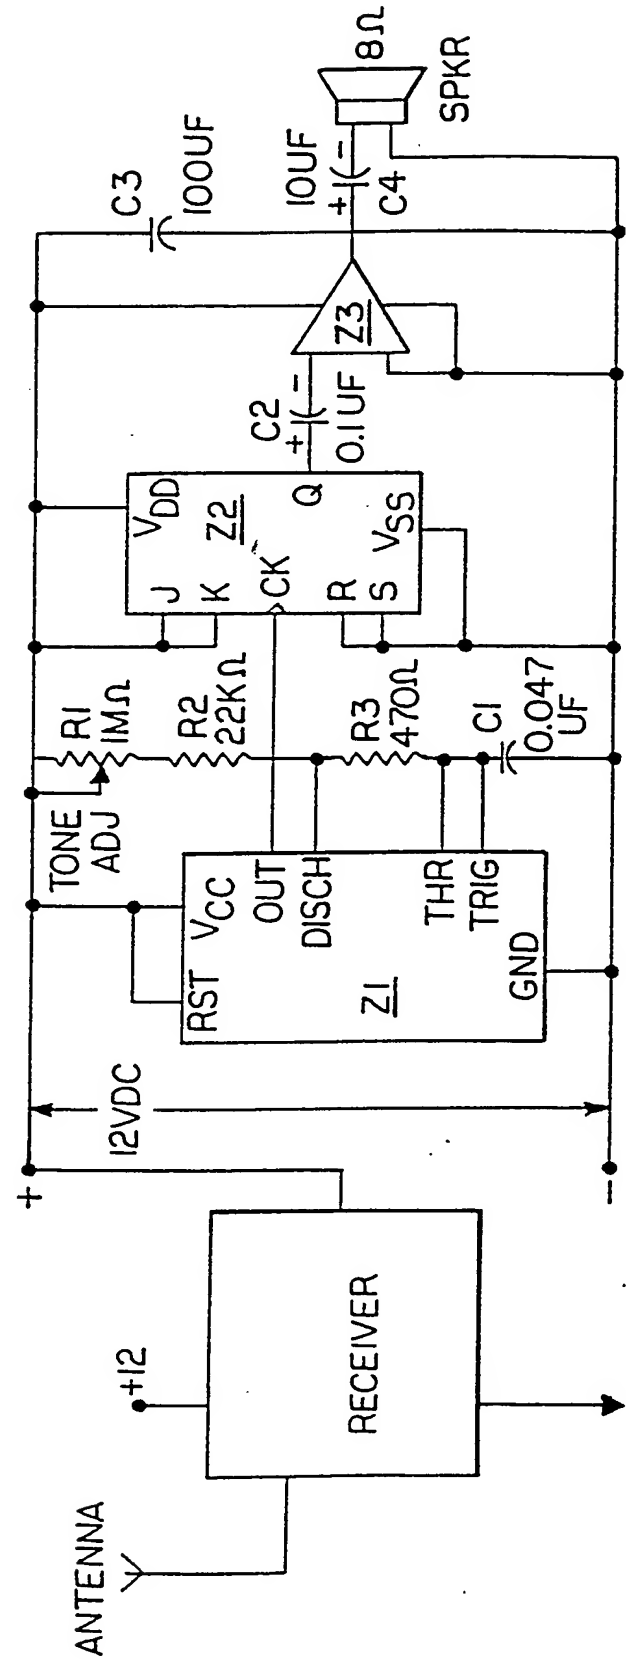 ANTENNA
+12
RECEIVER
+
−
12VDC
RST
VCC
OUT
DISCH
THR
TRIG
GND
Z1
TONE
ADJ
R1
1MΩ
R2
22KΩ
R3
470Ω
C1
0.047
UF
J
K
CK
R
S
VDD
Z2
Q
VSS
C2
+
−
0.1UF
Z3
C3
100UF
10UF
+
−
C4
8Ω
SPKR